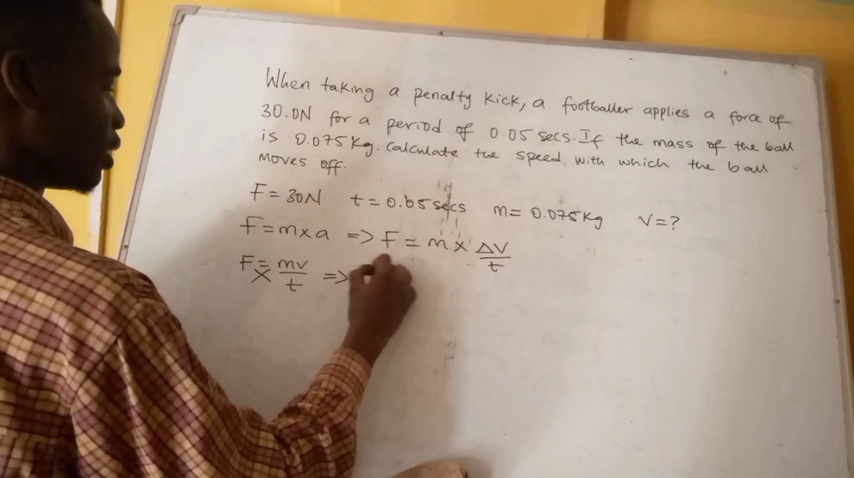 When taking a penalty kick, a footballer applies a force of
30.0N for a period of 0.05 secs. If the mass of the ball
is 0.075kg. Calculate the speed with which the ball
moves off.
F = 30N t = 0.05 secs m = 0.075kg V = ?
F = m x a => F = m x ΔV/t
F = mv/t =>